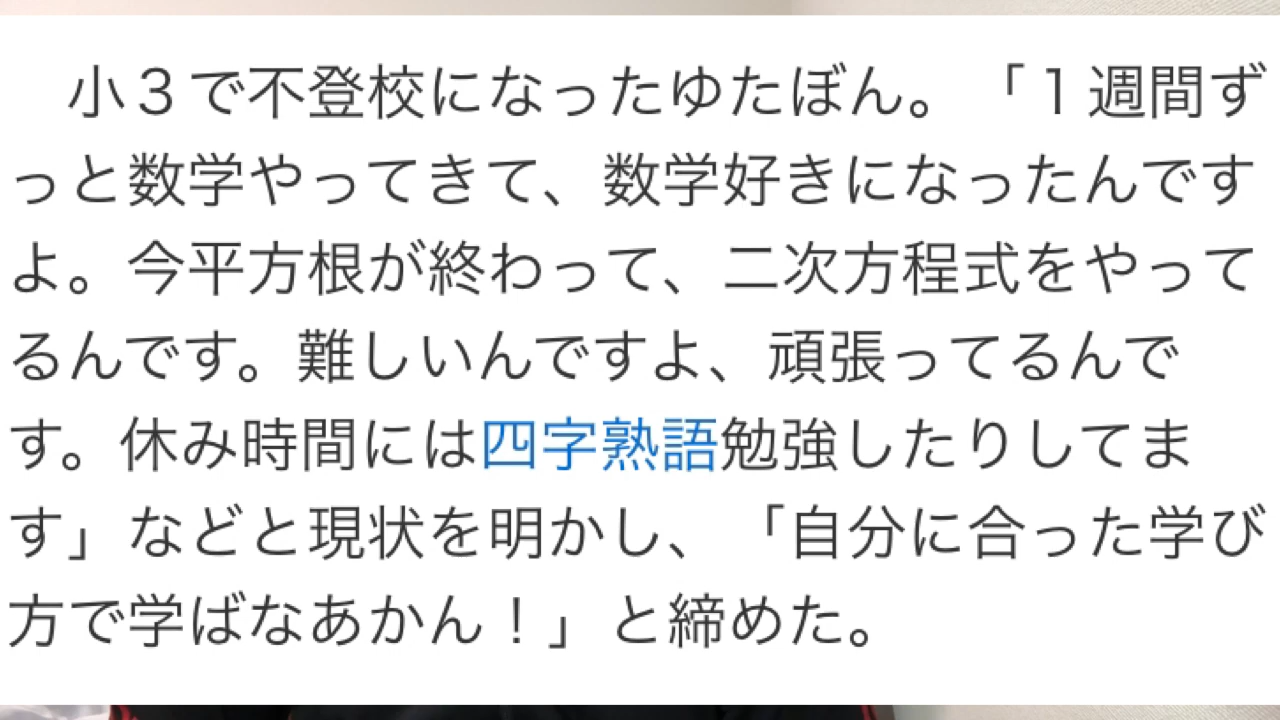 小3で不登校になったゆたぼん。「1週間ず
っと数学やってきて、数学好きになったんです
よ。今平方根が終わって、二次方程式をやって
るんです。難しいんですよ、頑張ってるんで
す。休み時間には四字熟語勉強したりしてま
す」などと現状を明かし、「自分に合った学び
方で学ばなあかん！」と締めた。